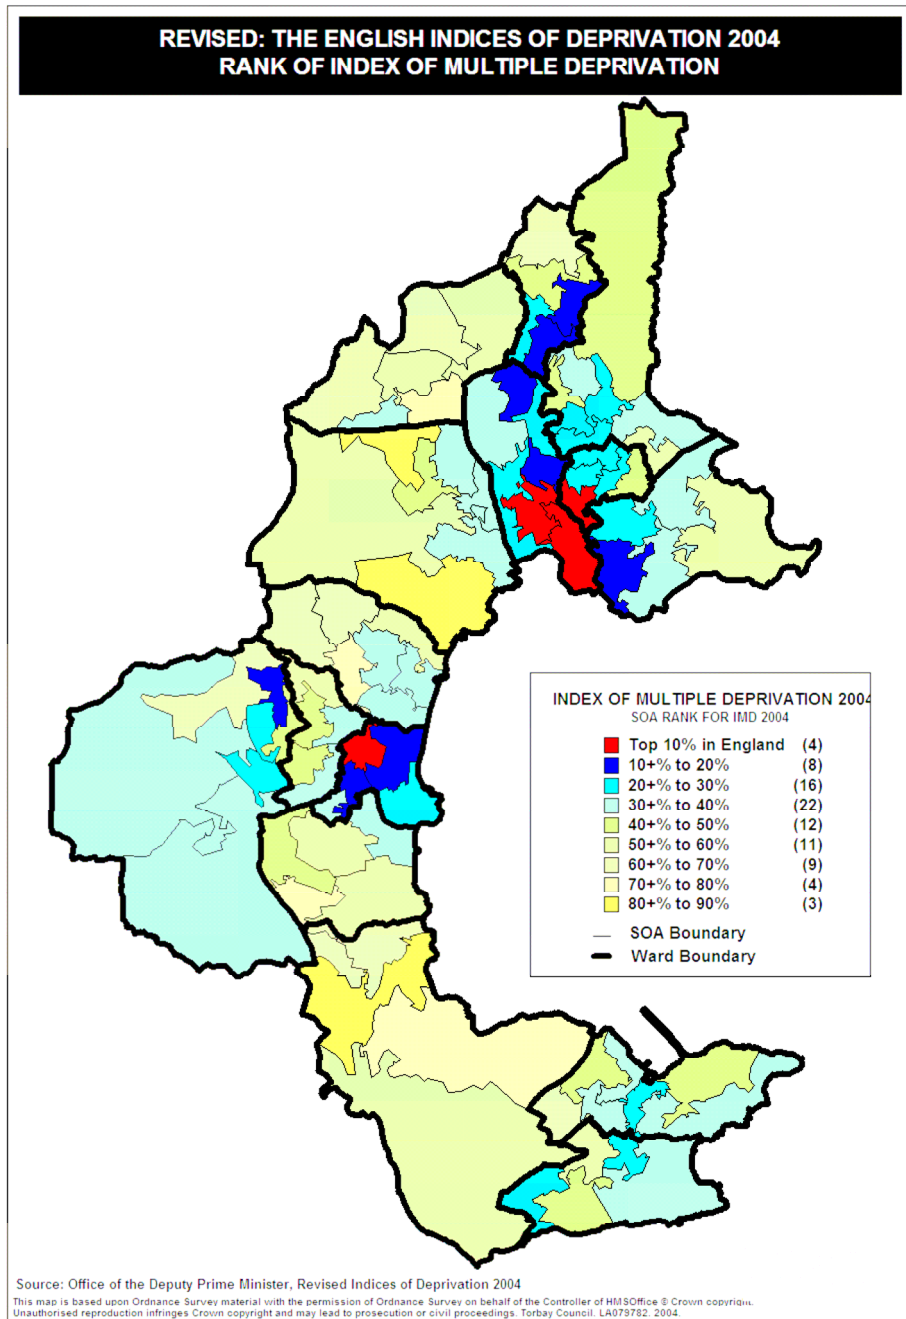 REVISED: THE ENGLISH INDICES OF DEPRIVATION 2004
RANK OF INDEX OF MULTIPLE DEPRIVATION
INDEX OF MULTIPLE DEPRIVATION 2004
SOA RANK FOR IMD 2004
Top 10% in England (4)
10+% to 20% (8)
20+% to 30% (16)
30+% to 40% (22)
40+% to 50% (12)
50+% to 60% (11)
60+% to 70% (9)
70+% to 80% (4)
80+% to 90% (3)
SOA Boundary
Ward Boundary
Source: Office of the Deputy Prime Minister, Revised Indices of Deprivation 2004
This map is based upon Ordnance Survey material with the permission of Ordnance Survey on behalf of the Controller of HMSOffice © Crown copyright.
Unauthorised reproduction infringes Crown copyright and may lead to prosecution or civil proceedings. Torbay Council. LA079782. 2004.